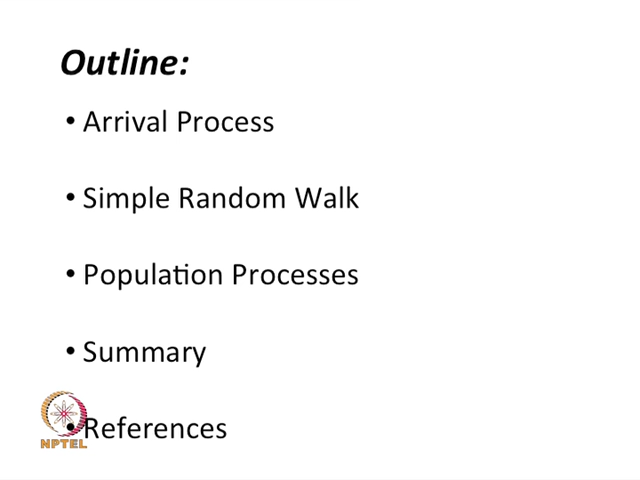 Outline:
• Arrival Process
• Simple Random Walk
• Population Processes
• Summary
• References
NPTEL